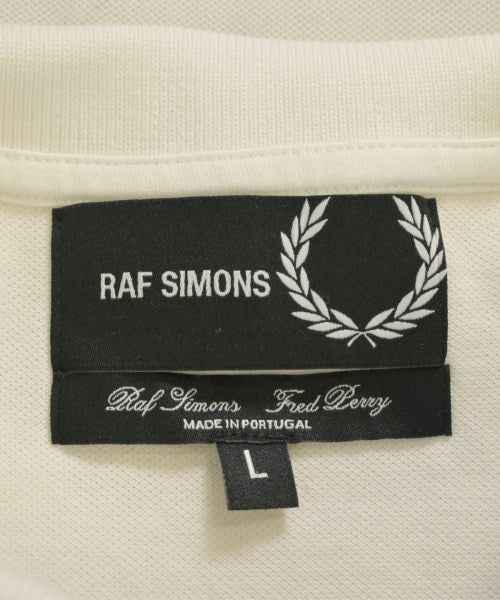 RAF SIMONS
Raf Simons Fred Perry
MADE IN PORTUGAL
L